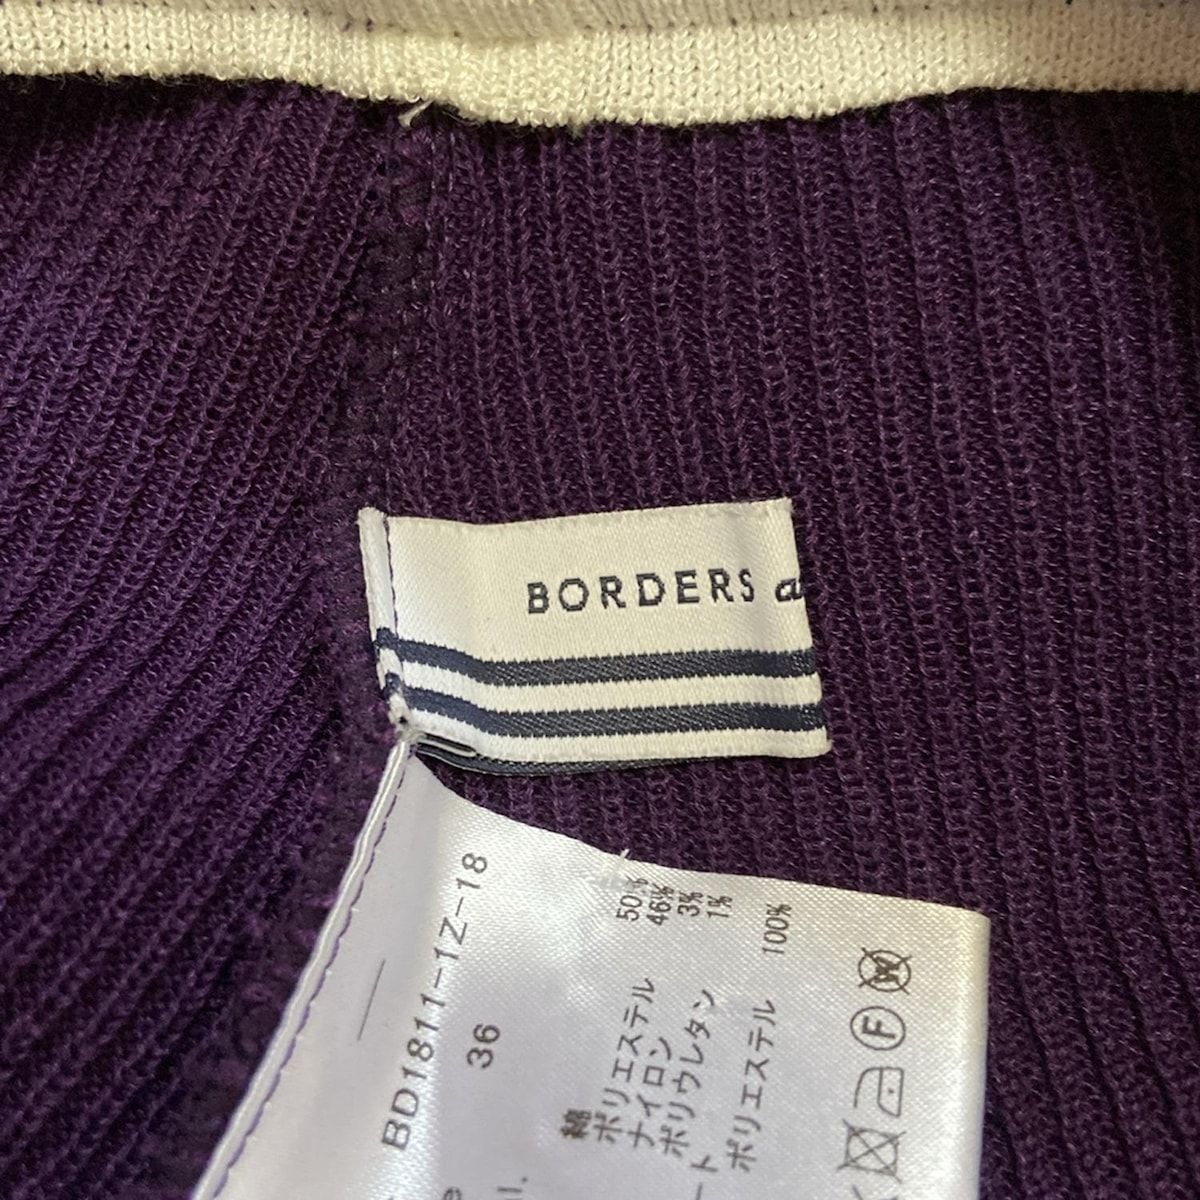 BORDERS a
BD1811-1Z-18
36
綿 50%
ポリエステル 46%
ナイロン 3%
ポリウレタン 1%
ト
ポリエステル 100%
W
F